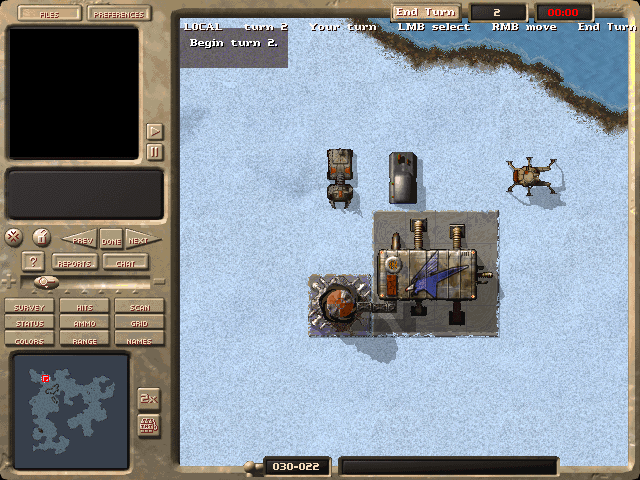 FILES PREFERENCES End Turn 2 00:00
LOCAL turn 2 Your turn LMB select RMB move End Turn
Begin turn 2.
PREV DONE NEXT
? REPORTS CHAT
SURVEY HITS SCAN
STATUS AMMO GRID
COLORS RANGE NAMES
2x
030-022